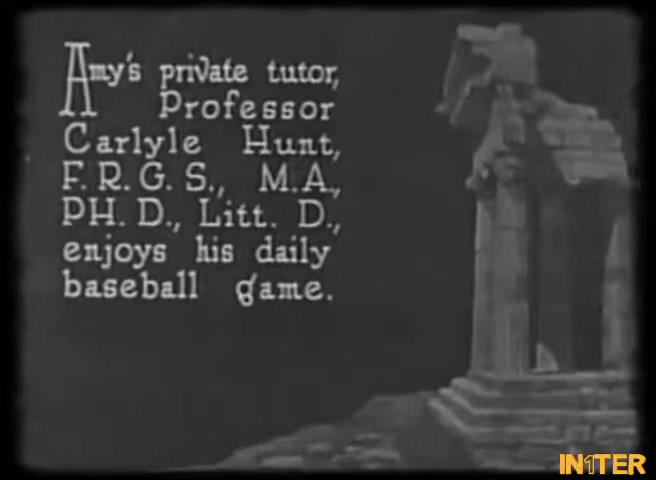 Amy's private tutor,
Professor
Carlyle Hunt,
F. R. G. S., M. A.,
PH. D., Litt. D.,
enjoys his daily
baseball game.
IN1TER